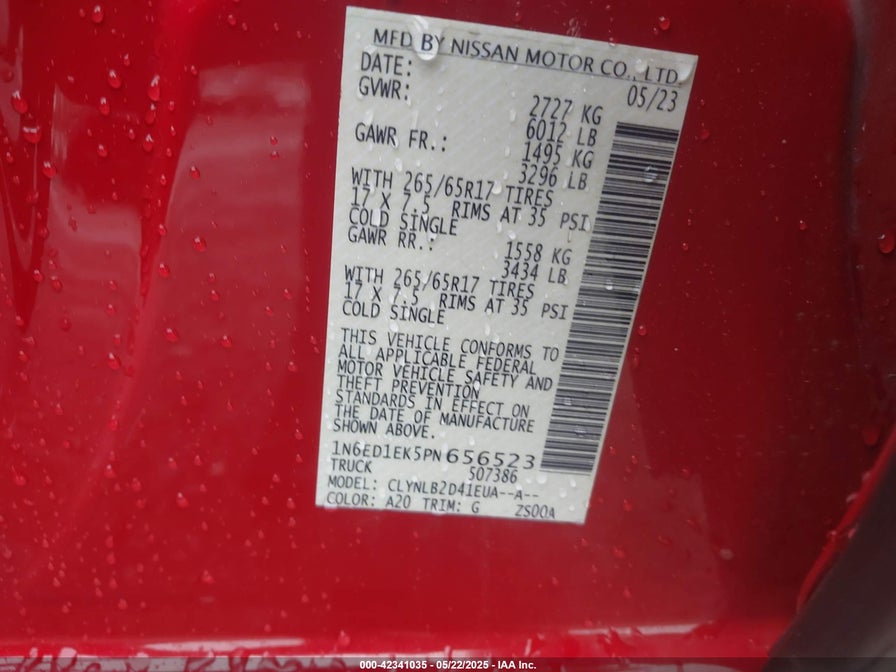 MFD BY NISSAN MOTOR CO., LTD.
DATE: 05/23
GVWR: 2727 KG
6012 LB
GAWR FR.: 1495 KG
3296 LB
WITH 265/65R17 TIRES
17 X 7.5 RIMS AT 35 PSI
COLD SINGLE
GAWR RR.: 1558 KG
3434 LB
WITH 265/65R17 TIRES
17 X 7.5 RIMS AT 35 PSI
COLD SINGLE
THIS VEHICLE CONFORMS TO
ALL APPLICABLE FEDERAL
MOTOR VEHICLE SAFETY AND
THEFT PREVENTION
STANDARDS IN EFFECT ON
THE DATE OF MANUFACTURE
SHOWN ABOVE.
1N6ED1EK5PN656523
TRUCK 507386
MODEL: CLYNLB2D41EUA--A--
COLOR: A20 TRIM: G ZS00A
000-42341035 - 05/22/2025 - IAA Inc.